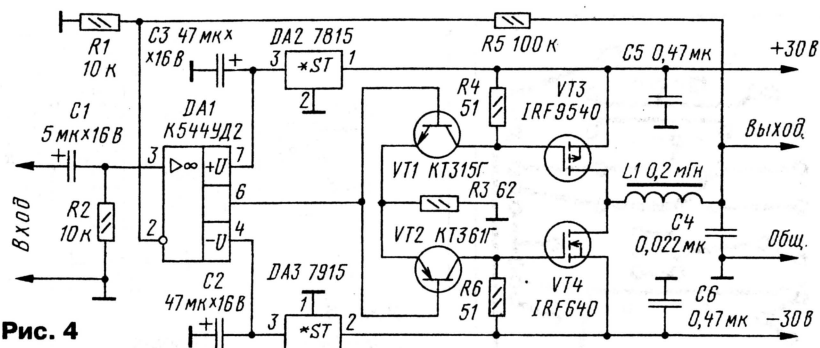 R1
10 к
C3 47 мк ×
×16 В
DA2 7815
3
*ST
1
2
R5 100 к
C5 0,47 мк
+30 В
C1
5 мк×16 В
DA1
К544УД2
R4
51
VT3
IRF9540
Выход
3
▷∞
+U
7
6
2
-U
4
Вход
R2
10 к
VT1 КТ315Г
R3 62
VT2 КТ361Г
L1 0,2 мГн
C4
0,022 мк
Общ.
C2
47 мк×16 В
DA3 7915
1
3
*ST
2
R6
51
VT4
IRF640
C6
0,47 мк
−30 В
Рис. 4